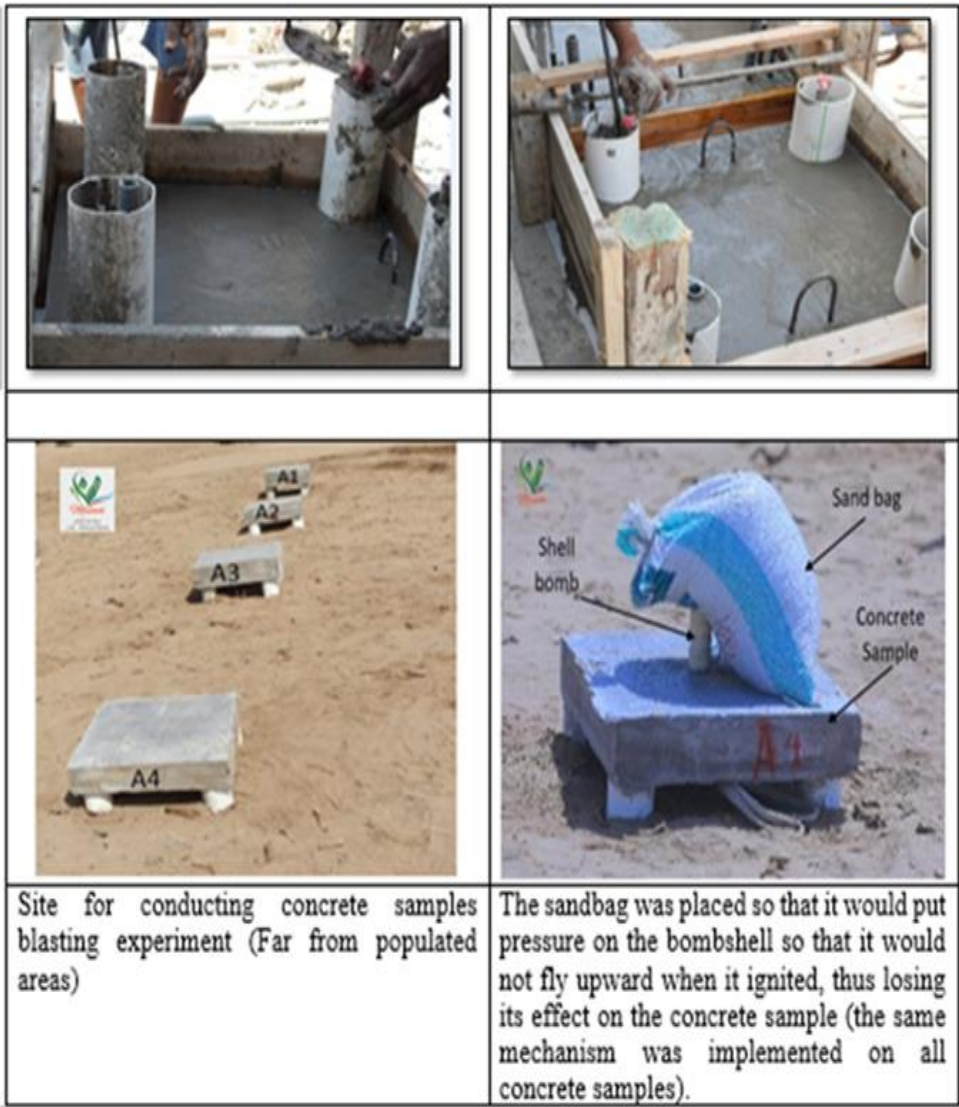 A1
A2
A3
A4
Sand bag
Shell
bomb
Concrete
Sample
A4
Site for conducting concrete samples
blasting experiment (Far from populated
areas)
The sandbag was placed so that it would put
pressure on the bombshell so that it would
not fly upward when it ignited, thus losing
its effect on the concrete sample (the same
mechanism was implemented on all
concrete samples).